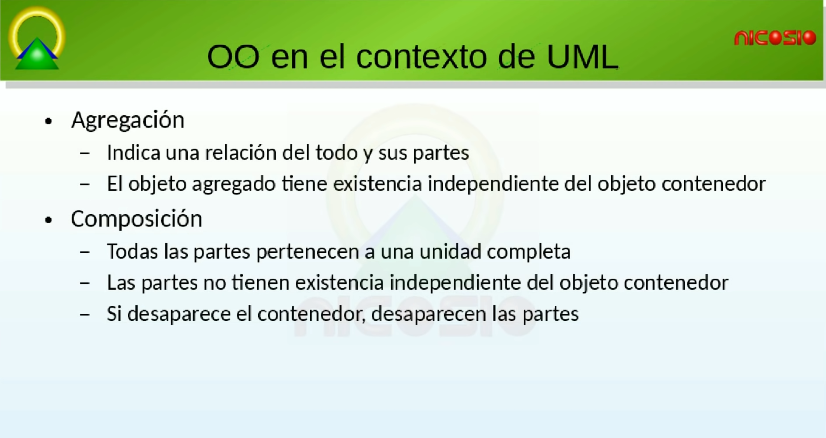 OO en el contexto de UML
NICOSIO
• Agregación
– Indica una relación del todo y sus partes
– El objeto agregado tiene existencia independiente del objeto contenedor
• Composición
– Todas las partes pertenecen a una unidad completa
– Las partes no tienen existencia independiente del objeto contenedor
– Si desaparece el contenedor, desaparecen las partes
NICOSIO